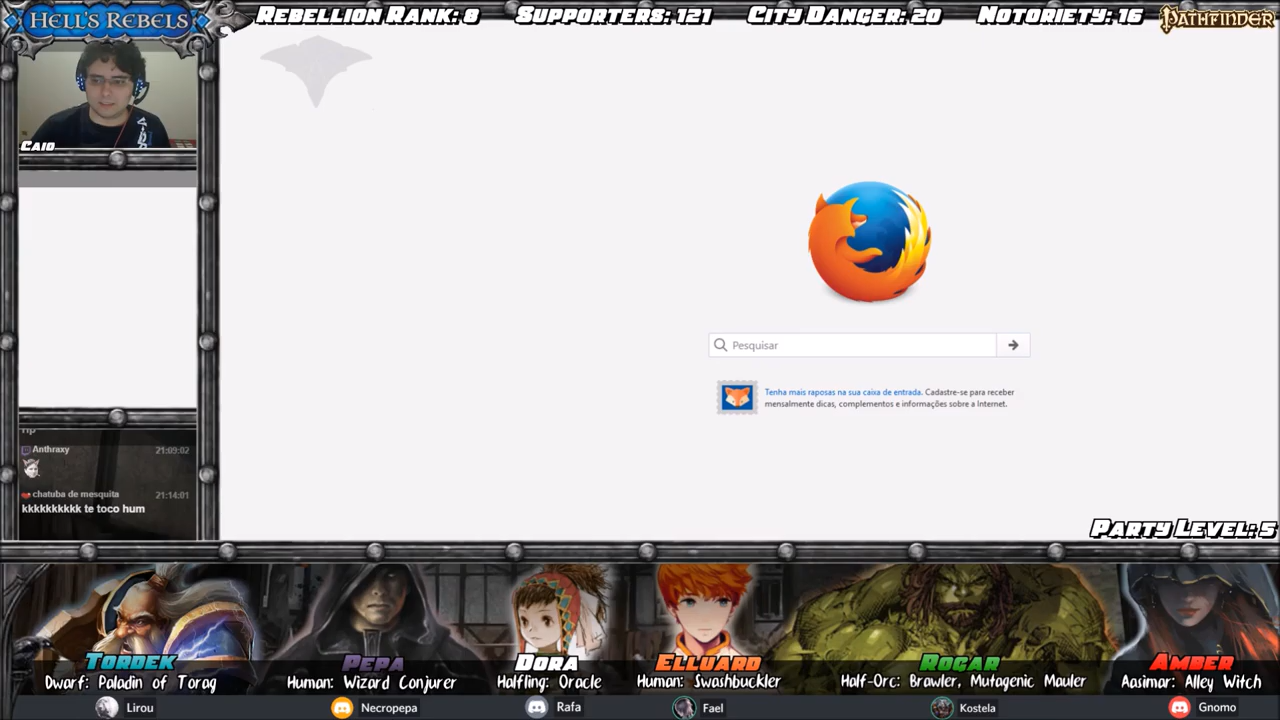 Hell's Rebels
Rebellion Rank: 8
Supporters: 121
City Danger: 20
Notoriety: 16
Pathfinder
Caio
Pesquisar
Tenha mais raposas na sua caixa de entrada. Cadastre-se para receber
mensalmente dicas, complementos e informações sobre a Internet.
Anthraxy 21:09:02
chatuba de mesquita 21:14:01
kkkkkkkkkk te toco hum
Party Level: 5
Tordek
Dwarf: Paladin of Torag
Lirou
Pepa
Human: Wizard Conjurer
Necropepa
Dora
Halfling: Oracle
Rafa
Elluard
Human: Swashbuckler
Fael
Rogar
Half-Orc: Brawler, Mutagenic Mauler
Kostela
Amber
Aasimar: Alley Witch
Gnomo